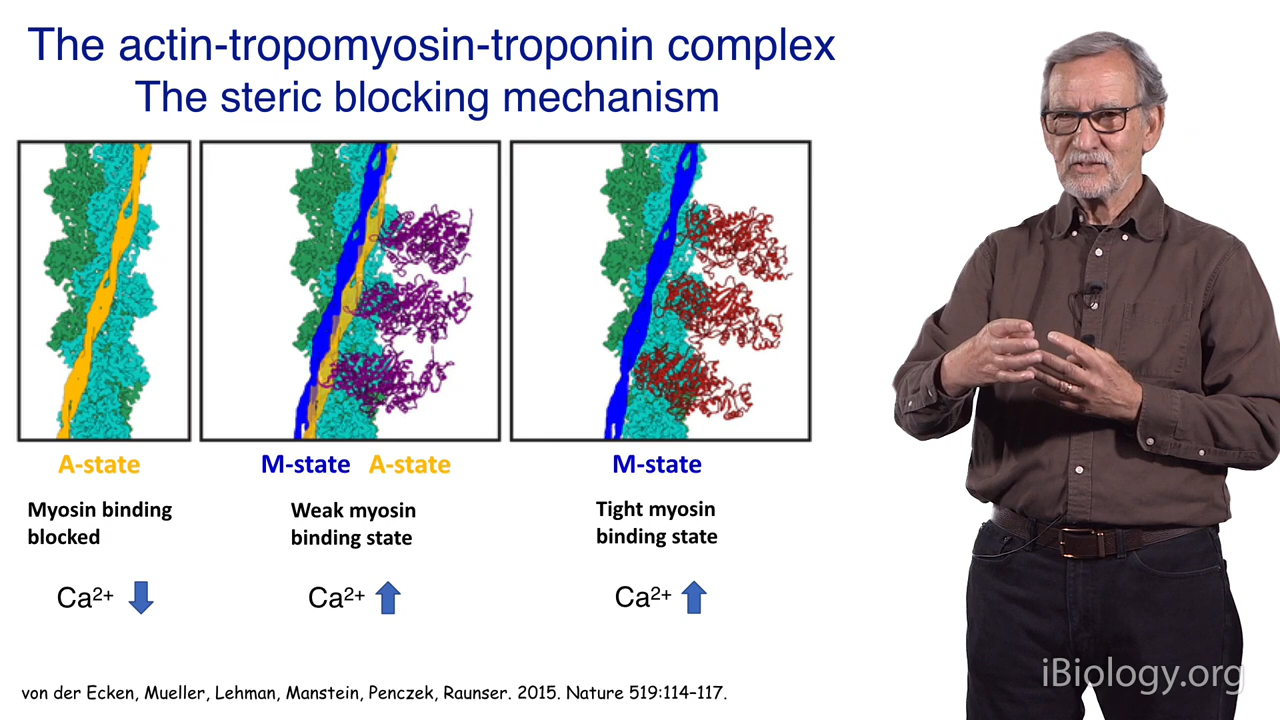 The actin-tropomyosin-troponin complex
The steric blocking mechanism
A-state
M-state A-state
M-state
Myosin binding
blocked
Weak myosin
binding state
Tight myosin
binding state
Ca²⁺
Ca²⁺
Ca²⁺
von der Ecken, Mueller, Lehman, Manstein, Penczek, Raunser. 2015. Nature 519:114–117.
iBiology.org